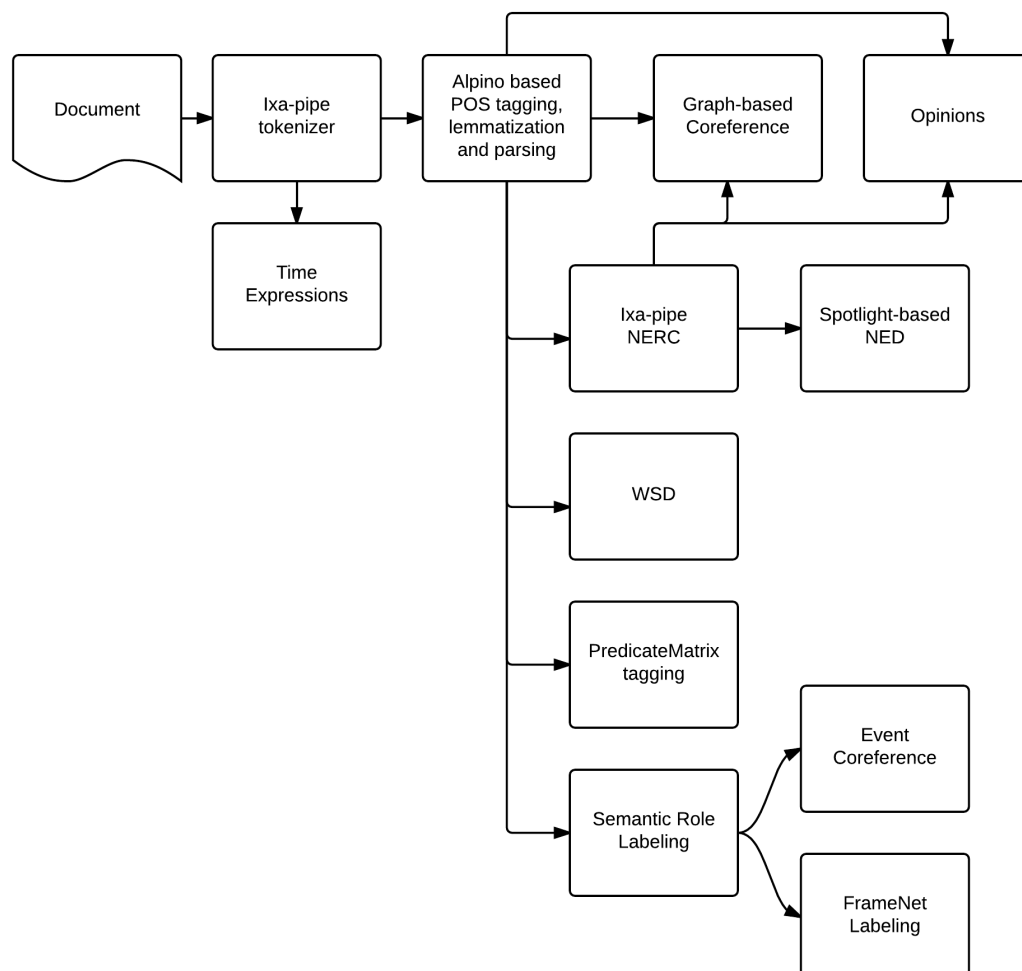 Document
Ixa-pipe
tokenizer
Alpino based
POS tagging,
lemmatization
and parsing
Graph-based
Coreference
Opinions
Time
Expressions
Ixa-pipe
NERC
Spotlight-based
NED
WSD
PredicateMatrix
tagging
Event
Coreference
Semantic Role
Labeling
FrameNet
Labeling